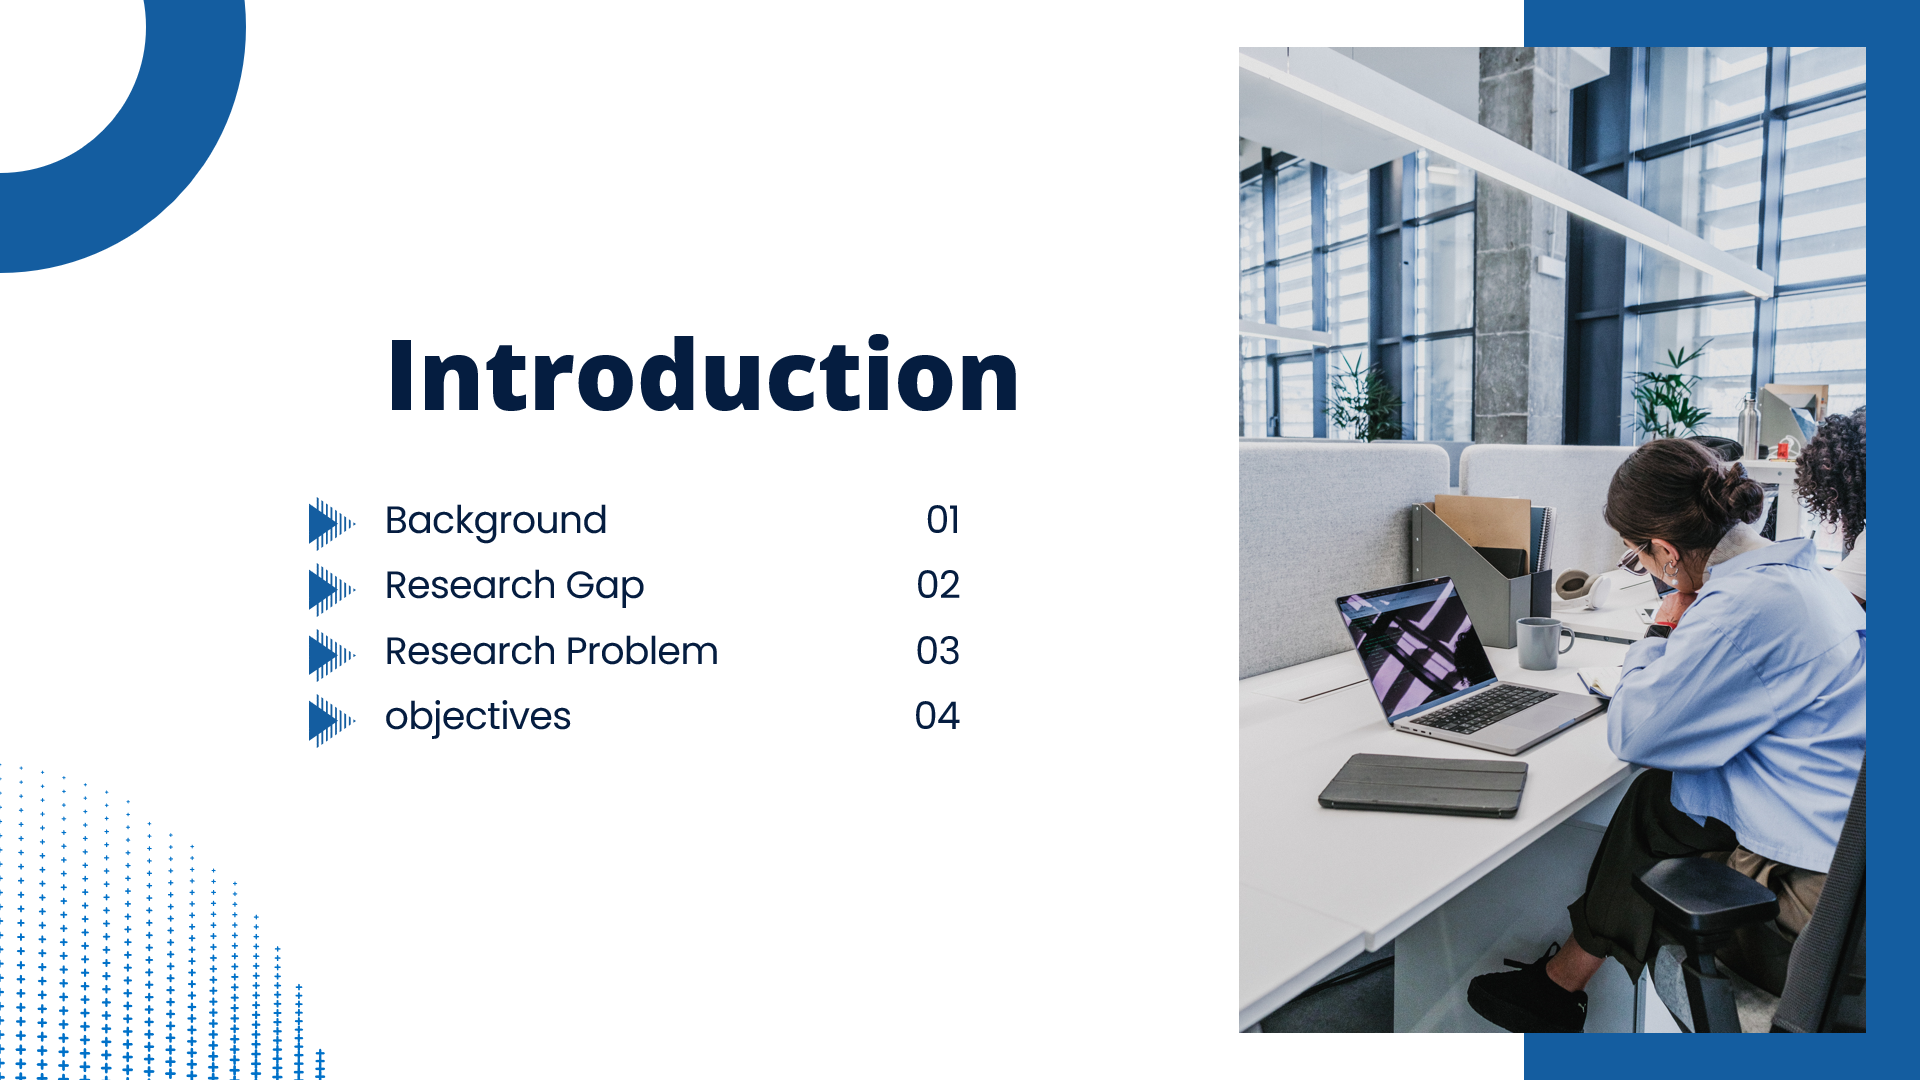 Introduction
Background 01
Research Gap 02
Research Problem 03
objectives 04